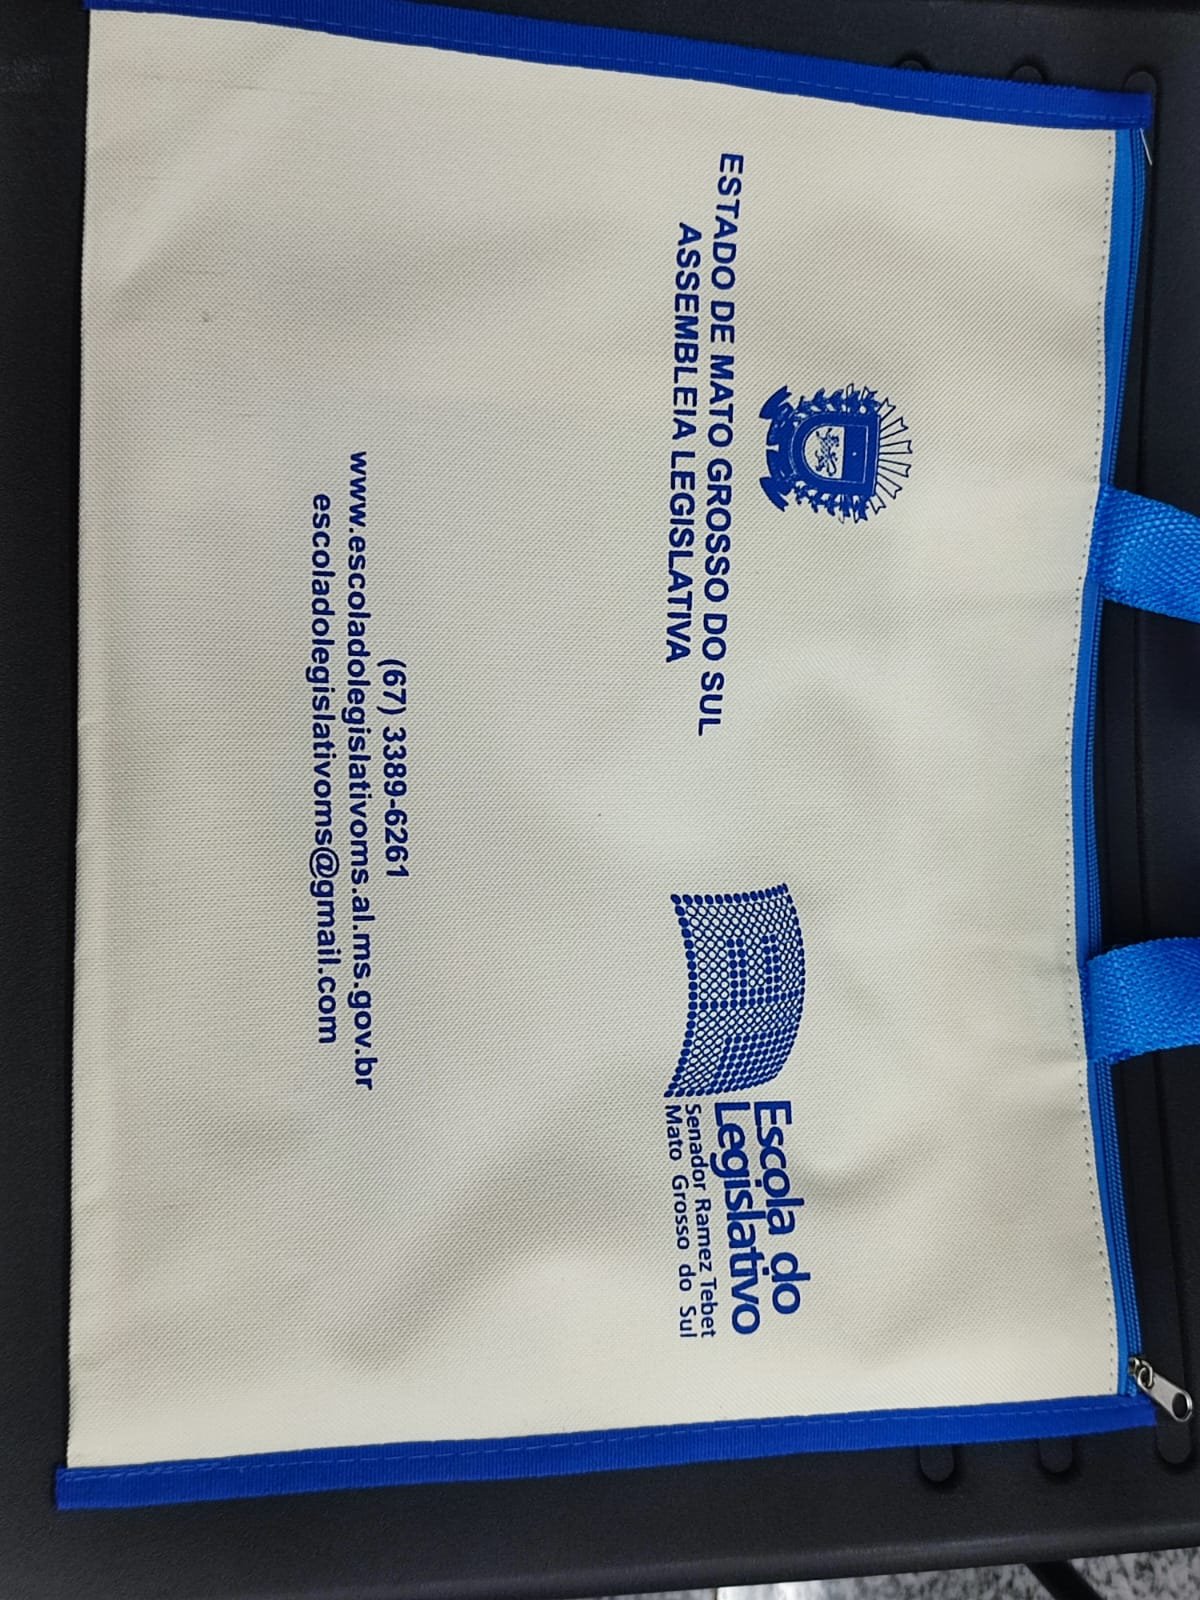 ESTADO DE MATO GROSSO DO SUL
ASSEMBLEIA LEGISLATIVA
Escola do
Legislativo
Senador Ramez Tebet
Mato Grosso do Sul
(67) 3389-6261
www.escoladolegislativoms.al.ms.gov.br
escoladolegislativoms@gmail.com